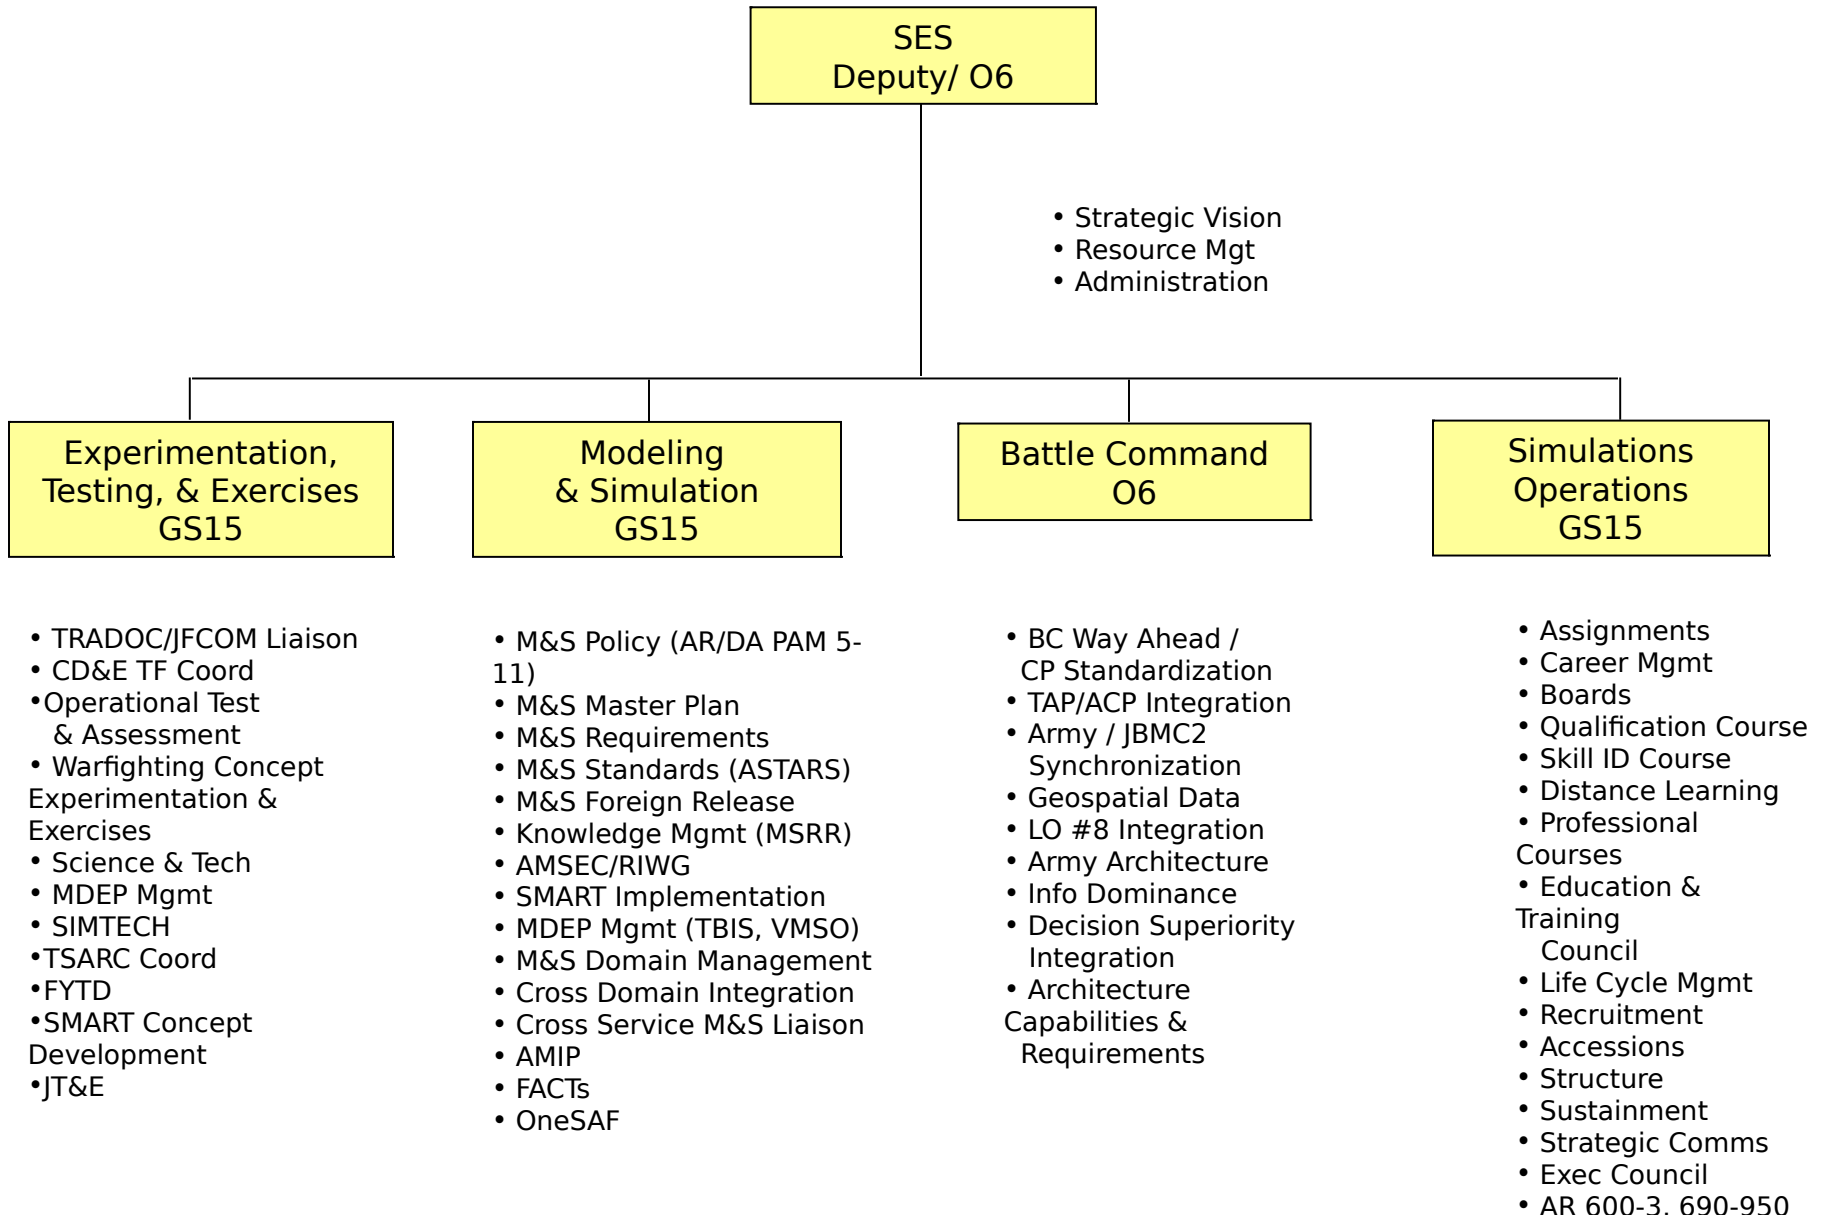 SES
Deputy/ O6
• Strategic Vision
• Resource Mgt
• Administration
Experimentation,
Testing, & Exercises
GS15
• TRADOC/JFCOM Liaison
• CD&E TF Coord
•Operational Test
& Assessment
• Warfighting Concept
Experimentation &
Exercises
• Science & Tech
• MDEP Mgmt
• SIMTECH
•TSARC Coord
•FYTD
•SMART Concept
Development
•JT&E
Modeling
& Simulation
GS15
• M&S Policy (AR/DA PAM 5-
11)
• M&S Master Plan
• M&S Requirements
• M&S Standards (ASTARS)
• M&S Foreign Release
• Knowledge Mgmt (MSRR)
• AMSEC/RIWG
• SMART Implementation
• MDEP Mgmt (TBIS, VMSO)
• M&S Domain Management
• Cross Domain Integration
• Cross Service M&S Liaison
• AMIP
• FACTs
• OneSAF
Battle Command
O6
• BC Way Ahead /
CP Standardization
• TAP/ACP Integration
• Army / JBMC2
Synchronization
• Geospatial Data
• LO #8 Integration
• Army Architecture
• Info Dominance
• Decision Superiority
Integration
• Architecture
Capabilities &
Requirements
Simulations
Operations
GS15
• Assignments
• Career Mgmt
• Boards
• Qualification Course
• Skill ID Course
• Distance Learning
• Professional
Courses
• Education &
Training
Council
• Life Cycle Mgmt
• Recruitment
• Accessions
• Structure
• Sustainment
• Strategic Comms
• Exec Council
• AR 600-3, 690-950